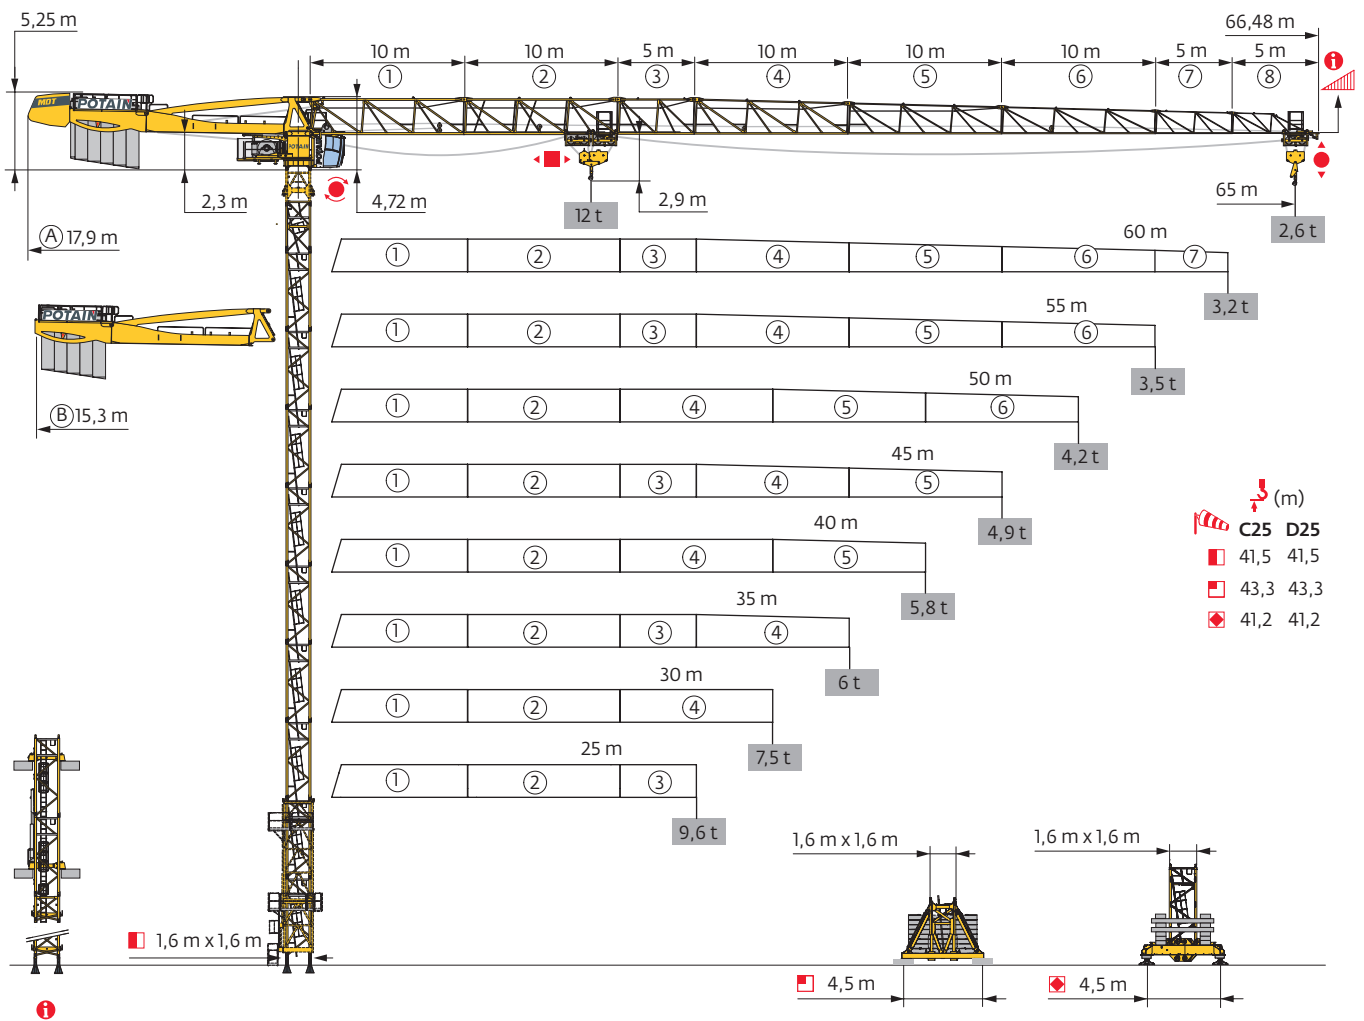 5,25 m
66,48 m
10 m 10 m 5 m 10 m 10 m 10 m 5 m 5 m
① ② ③ ④ ⑤ ⑥ ⑦ ⑧
i
MDT POTAIN
POTAIN
2,3 m
4,72 m
2,9 m
65 m
12 t
2,6 t
Ⓐ 17,9 m
60 m
① ② ③ ④ ⑤ ⑥ ⑦
3,2 t
POTAIN
55 m
① ② ③ ④ ⑤ ⑥
3,5 t
50 m
① ② ④ ⑤ ⑥
Ⓑ 15,3 m
4,2 t
45 m
① ② ③ ④ ⑤
4,9 t
(m)
C25 D25
41,5 41,5
43,3 43,3
41,2 41,2
40 m
① ② ④ ⑤
5,8 t
35 m
① ② ③ ④
6 t
30 m
① ② ④
7,5 t
25 m
① ② ③
9,6 t
1,6 m x 1,6 m
1,6 m x 1,6 m
1,6 m x 1,6 m
4,5 m
4,5 m
i